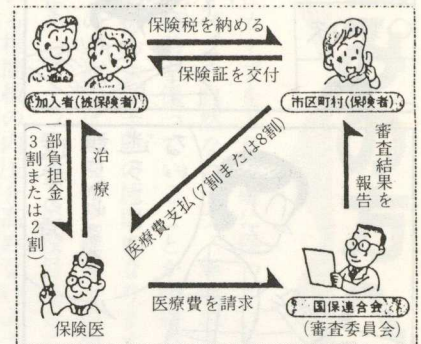 保険税を納める
保険証を交付
加入者(被保険者)
市区町村(保険者)
一部負担金
(3割または2割)
治療
医療費支払(7割または8割)
審査結果を
報告
医療費を請求
保険医
国保連合会
(審査委員会)